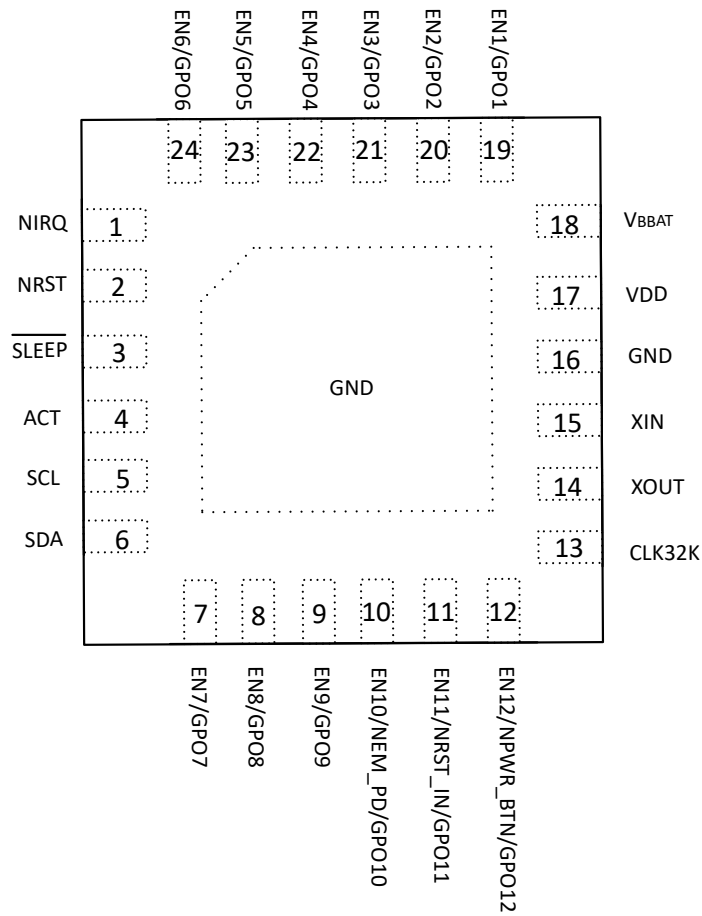 EN6/GPO6
EN5/GPO5
EN4/GPO4
EN3/GPO3
EN2/GPO2
EN1/GPO1
24
23
22
21
20
19
NIRQ
1
NRST
2
SLEEP
3
ACT
4
SCL
5
SDA
6
GND
18
VBBAT
17
VDD
16
GND
15
XIN
14
XOUT
13
CLK32K
7
8
9
10
11
12
EN7/GPO7
EN8/GPO8
EN9/GPO9
EN10/NEM_PD/GPO10
EN11/NRST_IN/GPO11
EN12/NPWR_BTN/GPO12